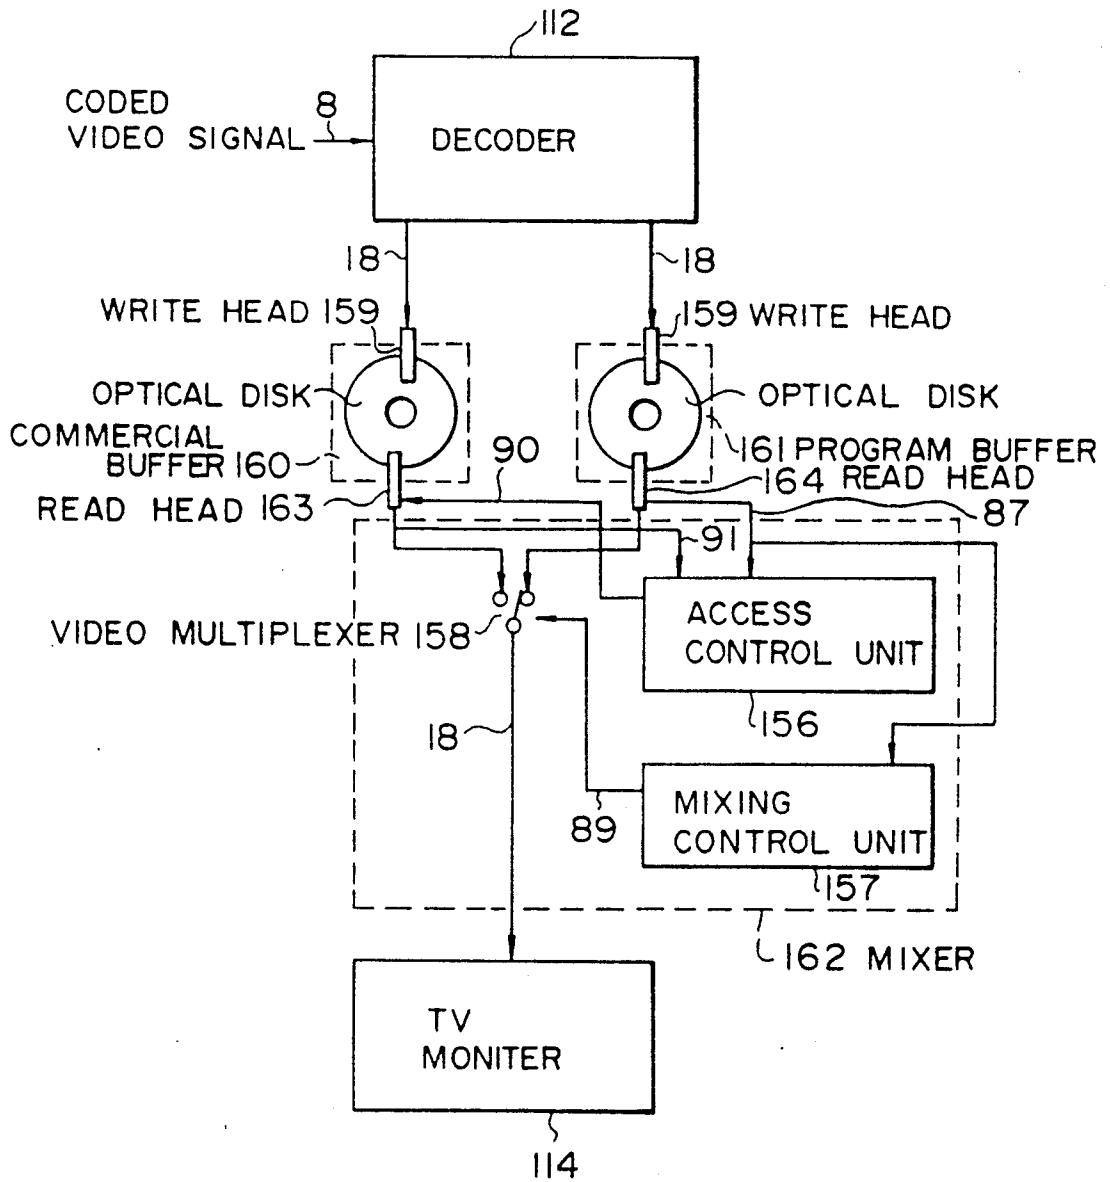 112
CODED
VIDEO SIGNAL
8
DECODER
18
18
WRITE HEAD 159
159 WRITE HEAD
OPTICAL DISK
OPTICAL DISK
COMMERCIAL
BUFFER 160
90
161 PROGRAM BUFFER
164 READ HEAD
READ HEAD 163
87
91
ACCESS
CONTROL UNIT
VIDEO MULTIPLEXER 158
156
18
MIXING
CONTROL UNIT
89
157
162 MIXER
TV
MONITER
114